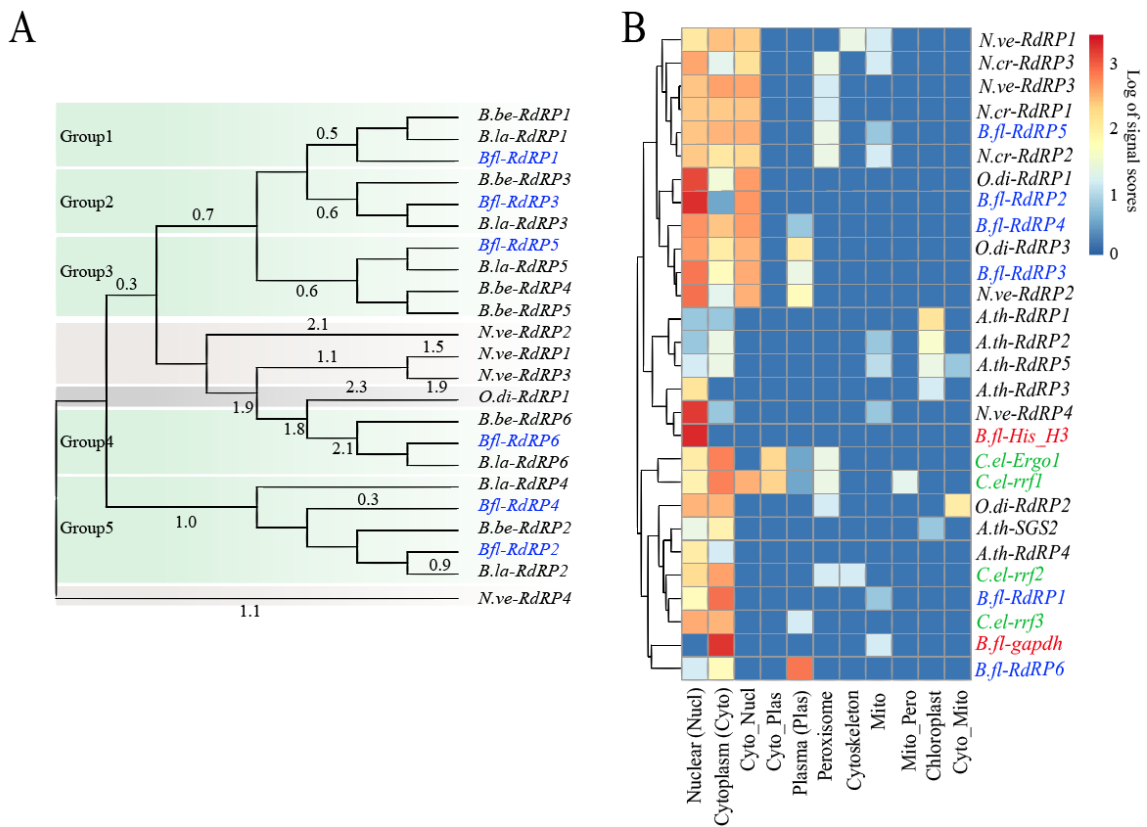 A
Group1
Group2
Group3
Group4
Group5
0.5
0.7
0.6
0.6
0.3
2.1
1.5
1.1
1.9
2.3
1.9
1.8
2.1
0.3
1.0
0.9
1.1
B.be-RdRP1
B.la-RdRP1
Bfl-RdRP1
B.be-RdRP3
Bfl-RdRP3
B.la-RdRP3
Bfl-RdRP5
B.la-RdRP5
B.be-RdRP4
B.be-RdRP5
N.ve-RdRP2
N.ve-RdRP1
N.ve-RdRP3
O.di-RdRP1
B.be-RdRP6
Bfl-RdRP6
B.la-RdRP6
B.la-RdRP4
Bfl-RdRP4
B.be-RdRP2
Bfl-RdRP2
B.la-RdRP2
N.ve-RdRP4
B
N.ve-RdRP1
N.cr-RdRP3
N.ve-RdRP3
N.cr-RdRP1
B.fl-RdRP5
N.cr-RdRP2
O.di-RdRP1
B.fl-RdRP2
B.fl-RdRP4
O.di-RdRP3
B.fl-RdRP3
N.ve-RdRP2
A.th-RdRP1
A.th-RdRP2
A.th-RdRP5
A.th-RdRP3
N.ve-RdRP4
B.fl-His_H3
C.el-Ergo1
C.el-rrf1
O.di-RdRP2
A.th-SGS2
A.th-RdRP4
C.el-rrf2
B.fl-RdRP1
C.el-rrf3
B.fl-gapdh
B.fl-RdRP6
Nuclear (Nucl)
Cytoplasm (Cyto)
Cyto_Nucl
Cyto_Plas
Plasma (Plas)
Peroxisome
Cytoskeleton
Mito
Mito_Pero
Chloroplast
Cyto_Mito
3
2
1
0
Log of signal scores